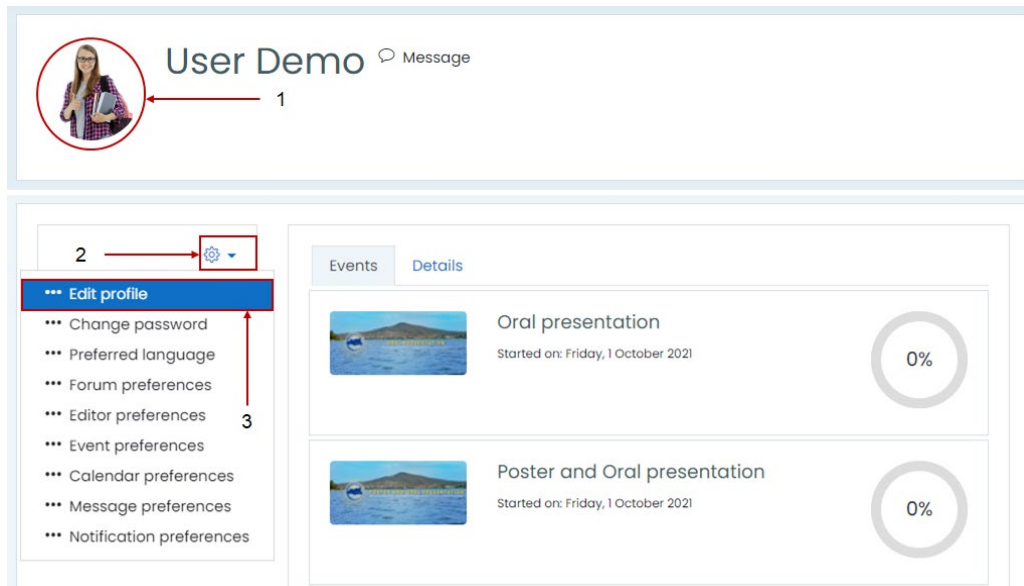 User Demo Message
1
2
Edit profile
Change password
Preferred language
Forum preferences
Editor preferences
3
Event preferences
Calendar preferences
Message preferences
Notification preferences
Events Details
Oral presentation
Started on: Friday, 1 October 2021
0%
Poster and Oral presentation
Started on: Friday, 1 October 2021
0%